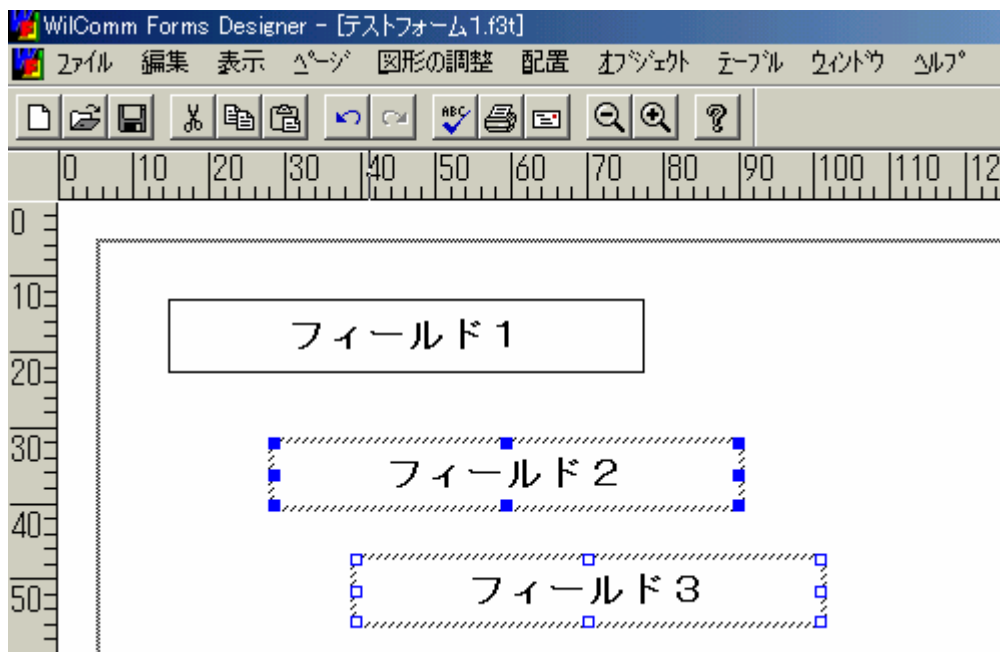 WilComm Forms Designer - [テストフォーム1.f3t]
ﾌｧｲﾙ 編集 表示 ﾍﾟｰｼﾞ 図形の調整 配置 ｵﾌﾞｼﾞｪｸﾄ ﾃｰﾌﾞﾙ ｳｨﾝﾄﾞｳ ﾍﾙﾌﾟ
ABC
0 10 20 30 40 50 60 70 80 90 100 110 12
0
10
フィールド１
20
30
フィールド２
40
フィールド３
50